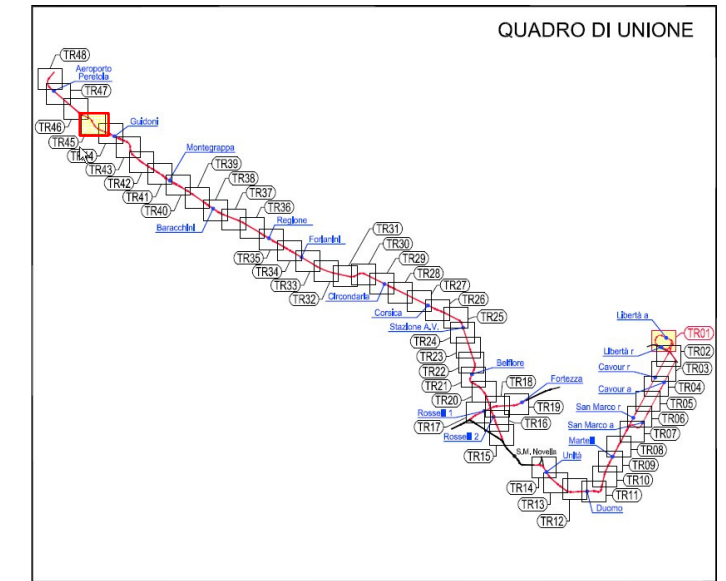 QUADRO DI UNIONE
TR48
Aeroporto
Peretola
TR47
TR46
Guidoni
TR45
TR43
Montegrappa
TR42
TR39
TR41
TR38
TR40
TR37
Baracchini
TR36
Regione
TR35
Forlanini
TR31
TR34
TR30
TR33
TR29
TR32
TR28
Circondaria
TR27
Corsica
TR26
Stazione A.V.
TR25
Libertà a
TR24
TR01
TR23
Libertà r
TR02
TR22
Belfiore
Cavour r
TR03
TR21
TR18
Fortezza
Cavour a
TR04
TR20
TR19
San Marco r
TR05
Rosselli 1
TR16
TR06
TR17
San Marco a
TR07
Rosselli 2
Martelli
TR08
TR15
S.M. Novella
Unità
TR09
TR14
TR10
TR13
TR11
TR12
Duomo